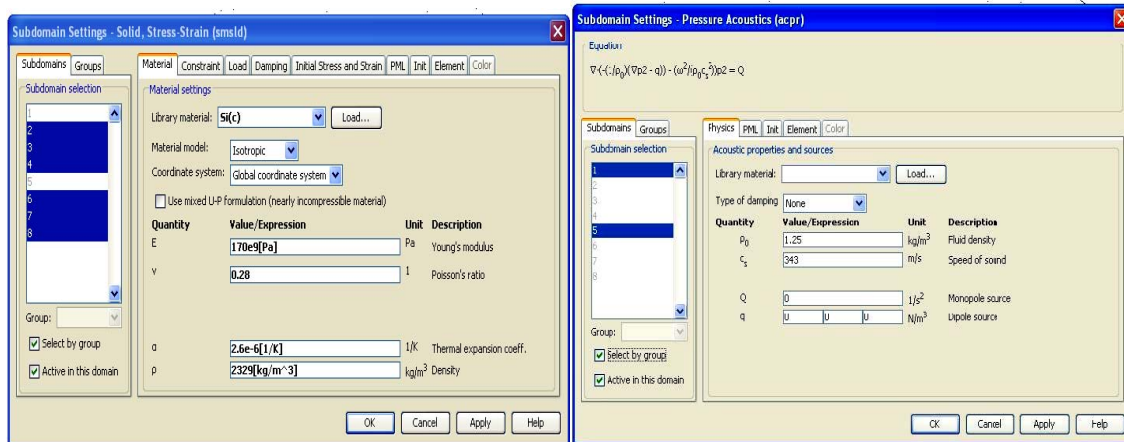 Subdomain Settings - Solid, Stress-Strain (smsld)
Subdomains Groups
Subdomain selection
1
2
3
4
5
6
7
8
Group:
Select by group
Active in this domain
Material Constraint Load Damping Initial Stress and Strain PML Init Element Color
Material settings
Library material: Si(c) Load...
Material model: Isotropic
Coordinate system: Global coordinate system
Use mixed U-P formulation (nearly incompressible material)
Quantity Value/Expression Unit Description
E 170e9[Pa] Pa Young's modulus
ν 0.28 1 Poisson's ratio
α 2.6e-6[1/K] 1/K Thermal expansion coeff.
ρ 2329[kg/m^3] kg/m³ Density
OK Cancel Apply Help
Subdomain Settings - Pressure Acoustics (acpr)
Equation
Subdomains Groups
Subdomain selection
1
2
3
4
5
6
7
8
Group:
Select by group
Active in this domain
Physics PML Init Element Color
Acoustic properties and sources
Library material: Load...
Type of damping None
Quantity Value/Expression Unit Description
ρ₀ 1.25 kg/m³ Fluid density
cₛ 343 m/s Speed of sound
Q 0 1/s² Monopole source
q 0 0 0 N/m³ Dipole source
OK Cancel Apply Help